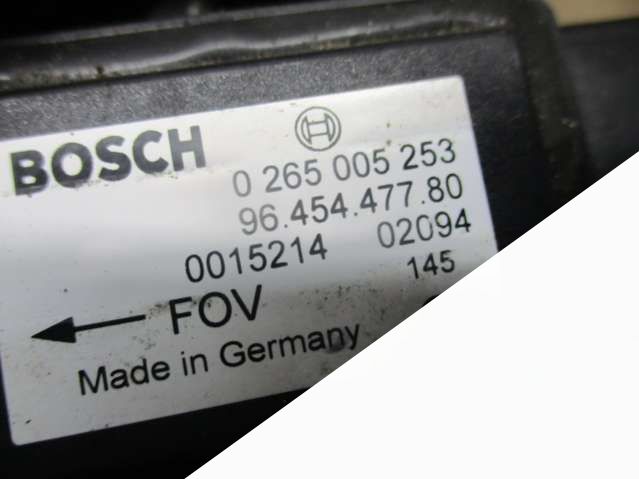 BOSCH
0 265 005 253
96.454.477.80
0015214 02094
145
FOV
Made in Germany